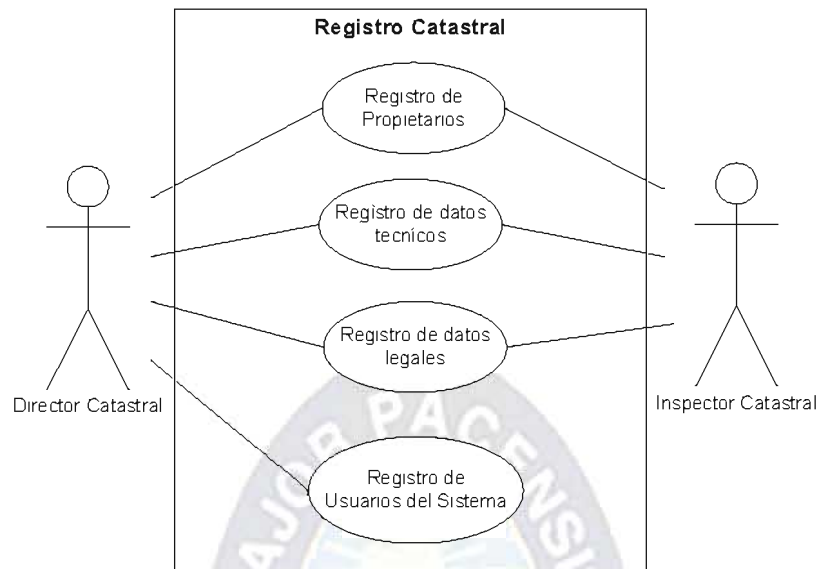 Registro Catastral
Registro de
Propietarios
Registro de datos
tecnícos
Registro de datos
legales
Director Catastral
Inspector Catastral
Registro de
Usuarios del Sistema